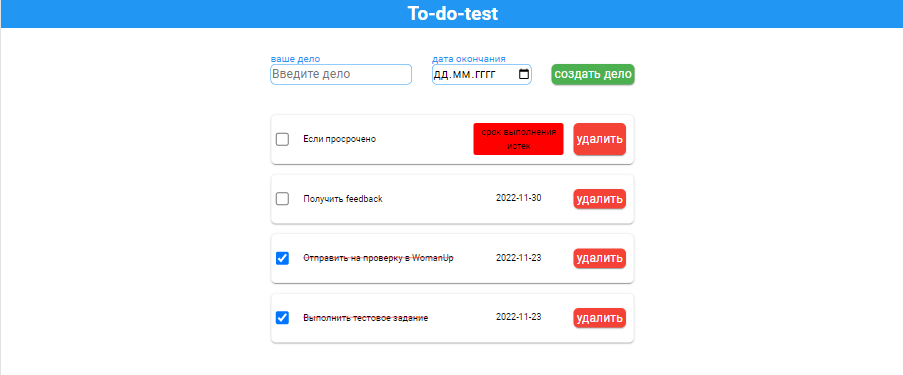 To-do-test
ваше дело
дата окончания
Введите дело
дд.мм.гггг
создать дело
Если просрочено
срок выполнения
истек
удалить
Получить feedback
2022-11-30
удалить
Отправить на проверку в WomanUp
2022-11-23
удалить
Выполнить тестовое задание
2022-11-23
удалить